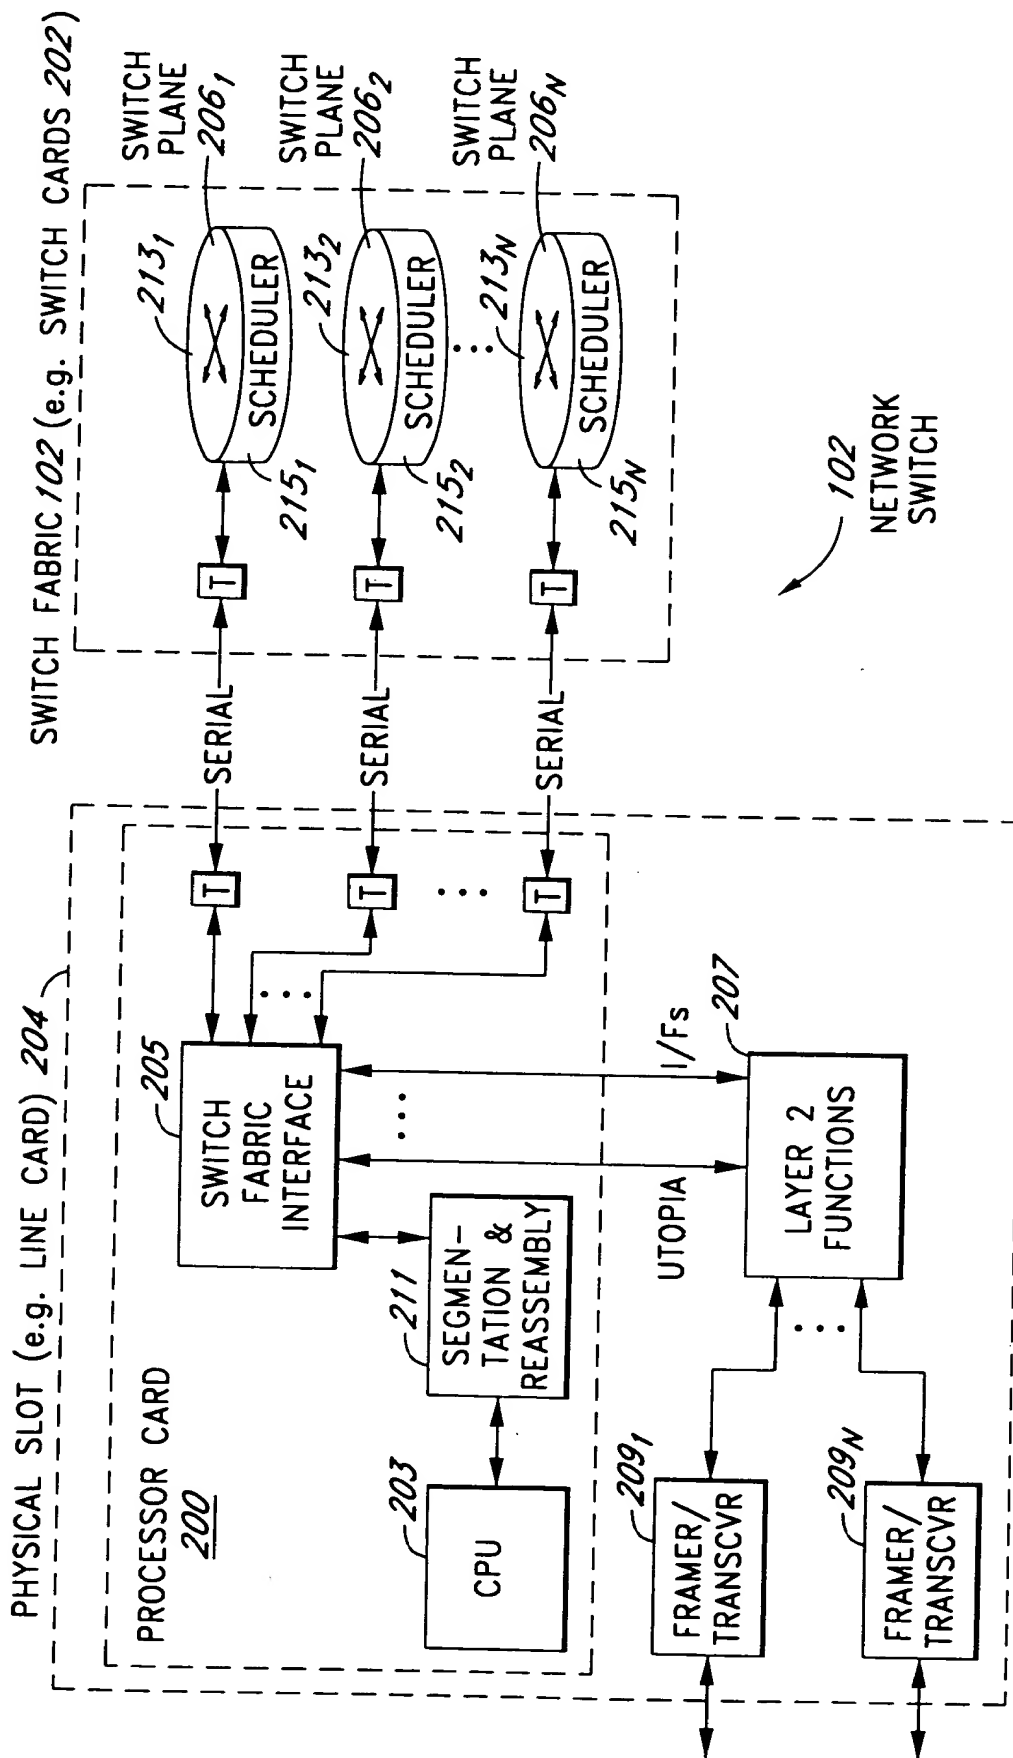 PHYSICAL SLOT (e.g. LINE CARD) 204
SWITCH FABRIC 102 (e.g. SWITCH CARDS 202)
PROCESSOR CARD
200
203
CPU
211
SEGMEN-
TATION &
REASSEMBLY
205
SWITCH
FABRIC
INTERFACE
T
T
T
SERIAL
SERIAL
SERIAL
T
T
T
213₁
SCHEDULER
215₁
SWITCH
PLANE
206₁
213₂
SCHEDULER
215₂
SWITCH
PLANE
206₂
213N
SCHEDULER
215N
SWITCH
PLANE
206N
UTOPIA
I/Fs
207
LAYER 2
FUNCTIONS
209₁
FRAMER/
TRANSCVR
209N
FRAMER/
TRANSCVR
102
NETWORK
SWITCH